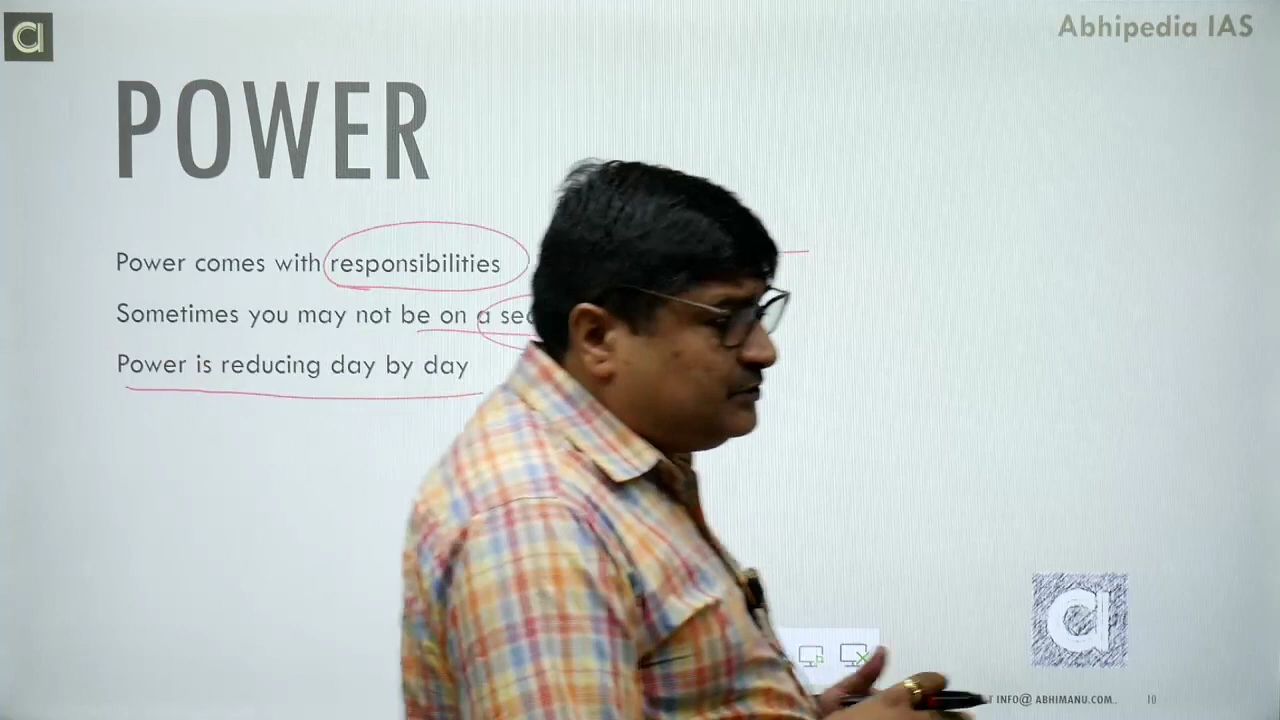 Abhipedia IAS
POWER
Power comes with responsibilities
Sometimes you may not be on a
Power is reducing day by day
INFO@ ABHIMANU.COM
10